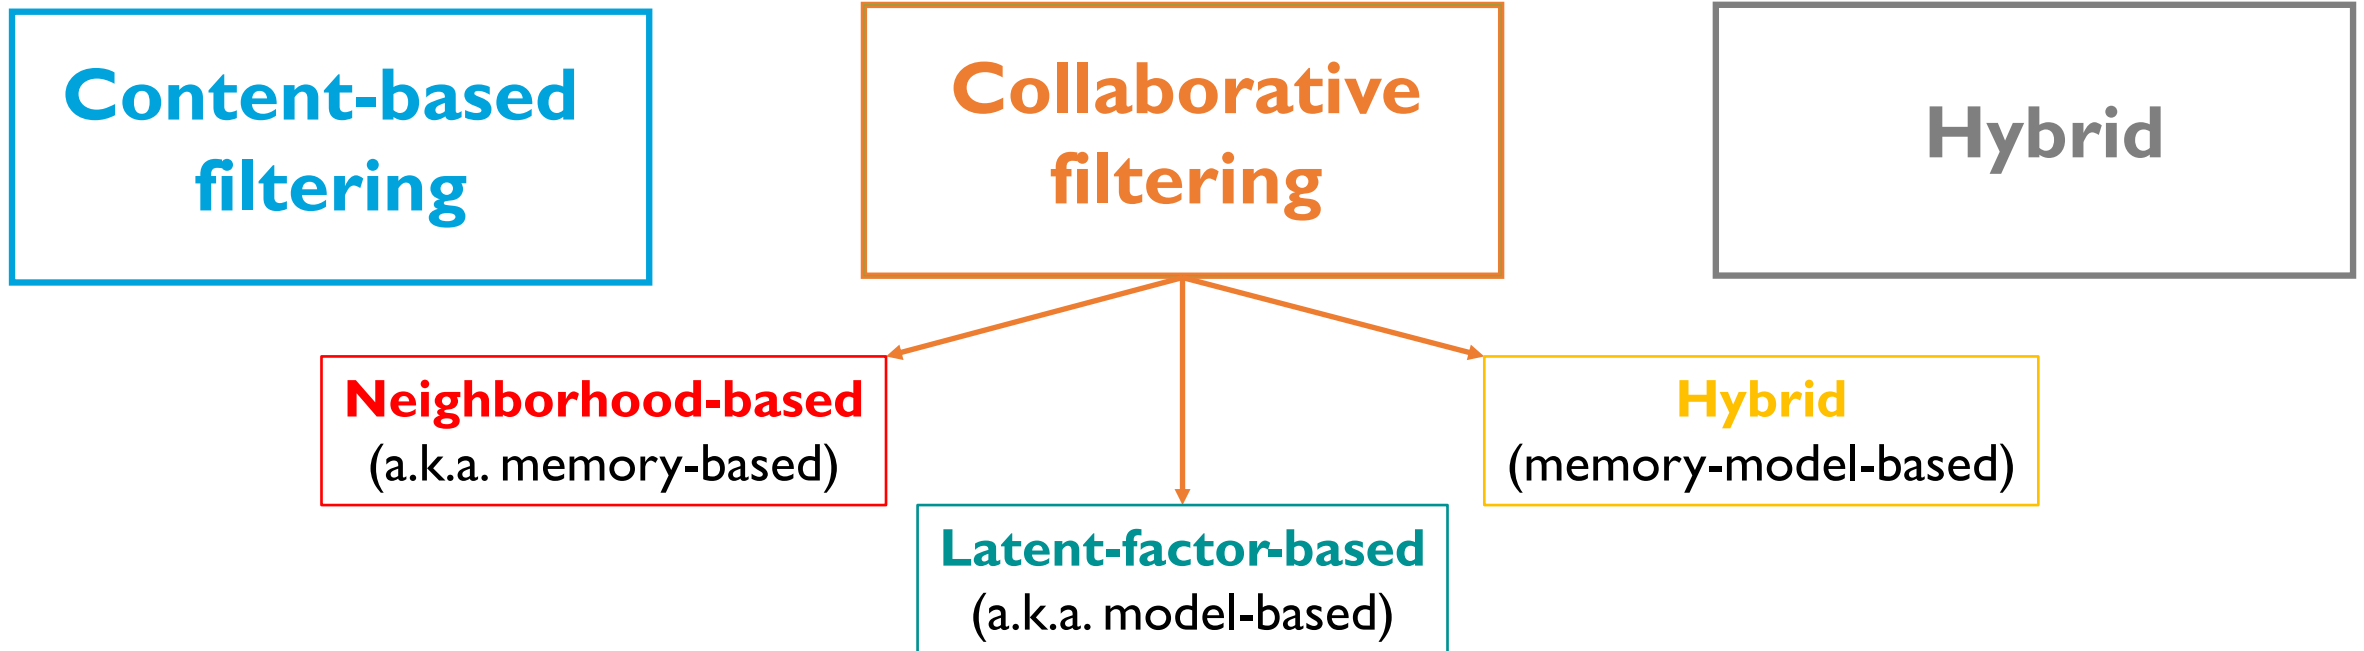 Content-based
filtering
Collaborative
filtering
Hybrid
Neighborhood-based
(a.k.a. memory-based)
Latent-factor-based
(a.k.a. model-based)
Hybrid
(memory-model-based)